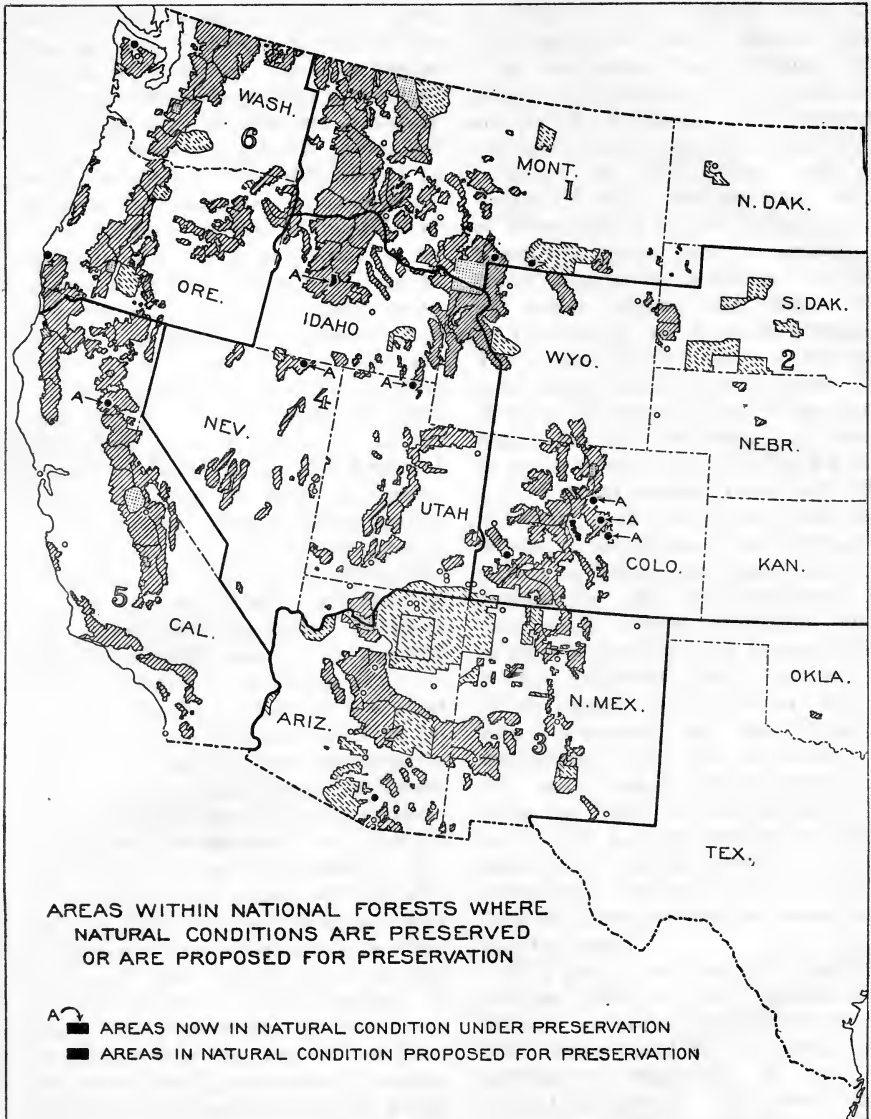 WASH.
6
MONT.
1
N. DAK.
ORE.
A
A
IDAHO
S. DAK.
2
WYO.
A
A
4
A
NEV.
NEBR.
UTAH
A
A
A
COLO.
KAN.
5
CAL.
OKLA.
N. MEX.
ARIZ.
3
TEX.
AREAS WITHIN NATIONAL FORESTS WHERE
NATURAL CONDITIONS ARE PRESERVED
OR ARE PROPOSED FOR PRESERVATION
A
AREAS NOW IN NATURAL CONDITION UNDER PRESERVATION
AREAS IN NATURAL CONDITION PROPOSED FOR PRESERVATION